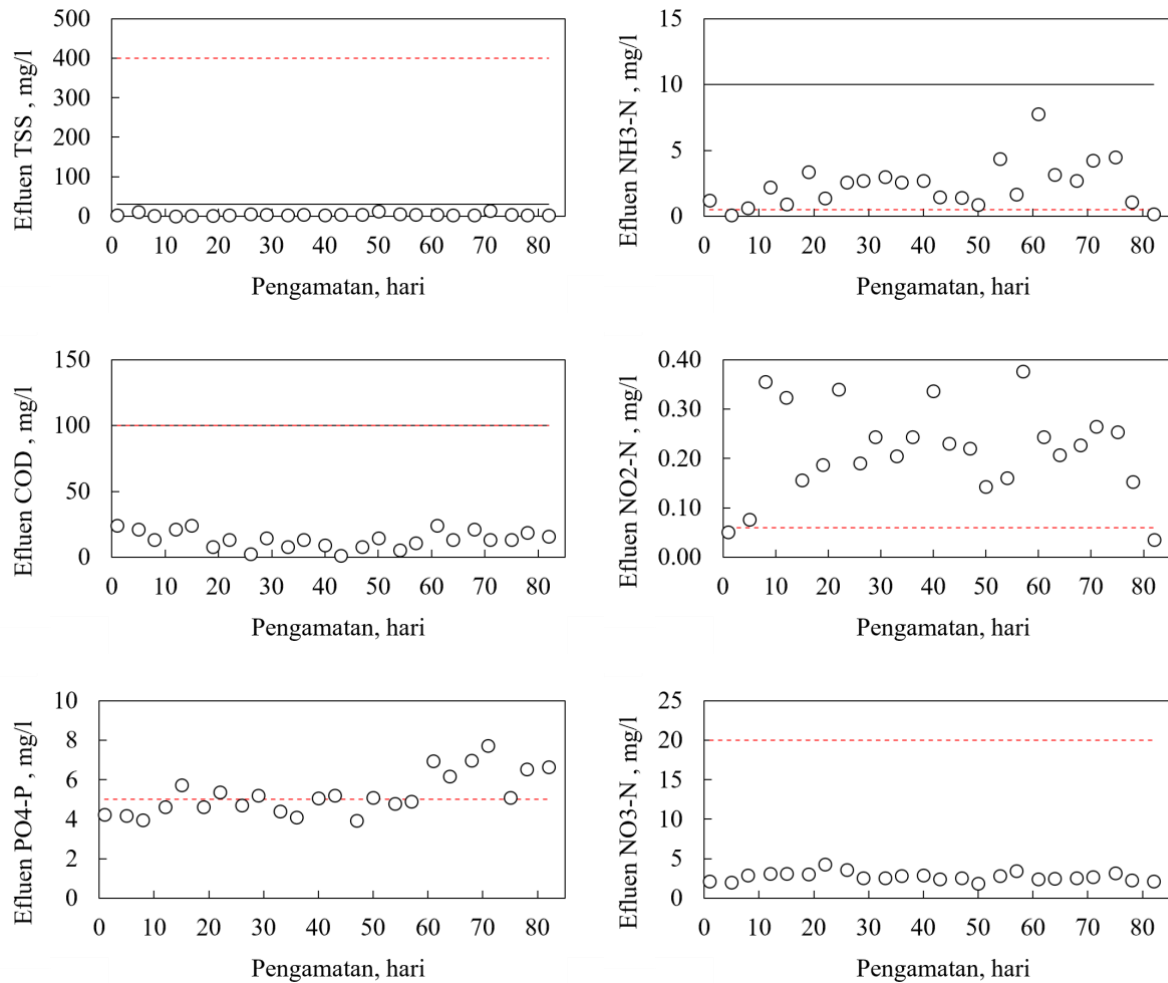 Efluen TSS , mg/l
500
400
300
200
100
0
0 10 20 30 40 50 60 70 80
Pengamatan, hari
Efluen NH3-N , mg/l
15
10
5
0
0 10 20 30 40 50 60 70 80
Pengamatan, hari
Efluen COD , mg/l
150
100
50
0
0 10 20 30 40 50 60 70 80
Pengamatan, hari
Efluen NO2-N , mg/l
0.40
0.30
0.20
0.10
0.00
0 10 20 30 40 50 60 70 80
Pengamatan, hari
Efluen PO4-P , mg/l
10
8
6
4
2
0
0 10 20 30 40 50 60 70 80
Pengamatan, hari
Efluen NO3-N , mg/l
25
20
15
10
5
0
0 10 20 30 40 50 60 70 80
Pengamatan, hari